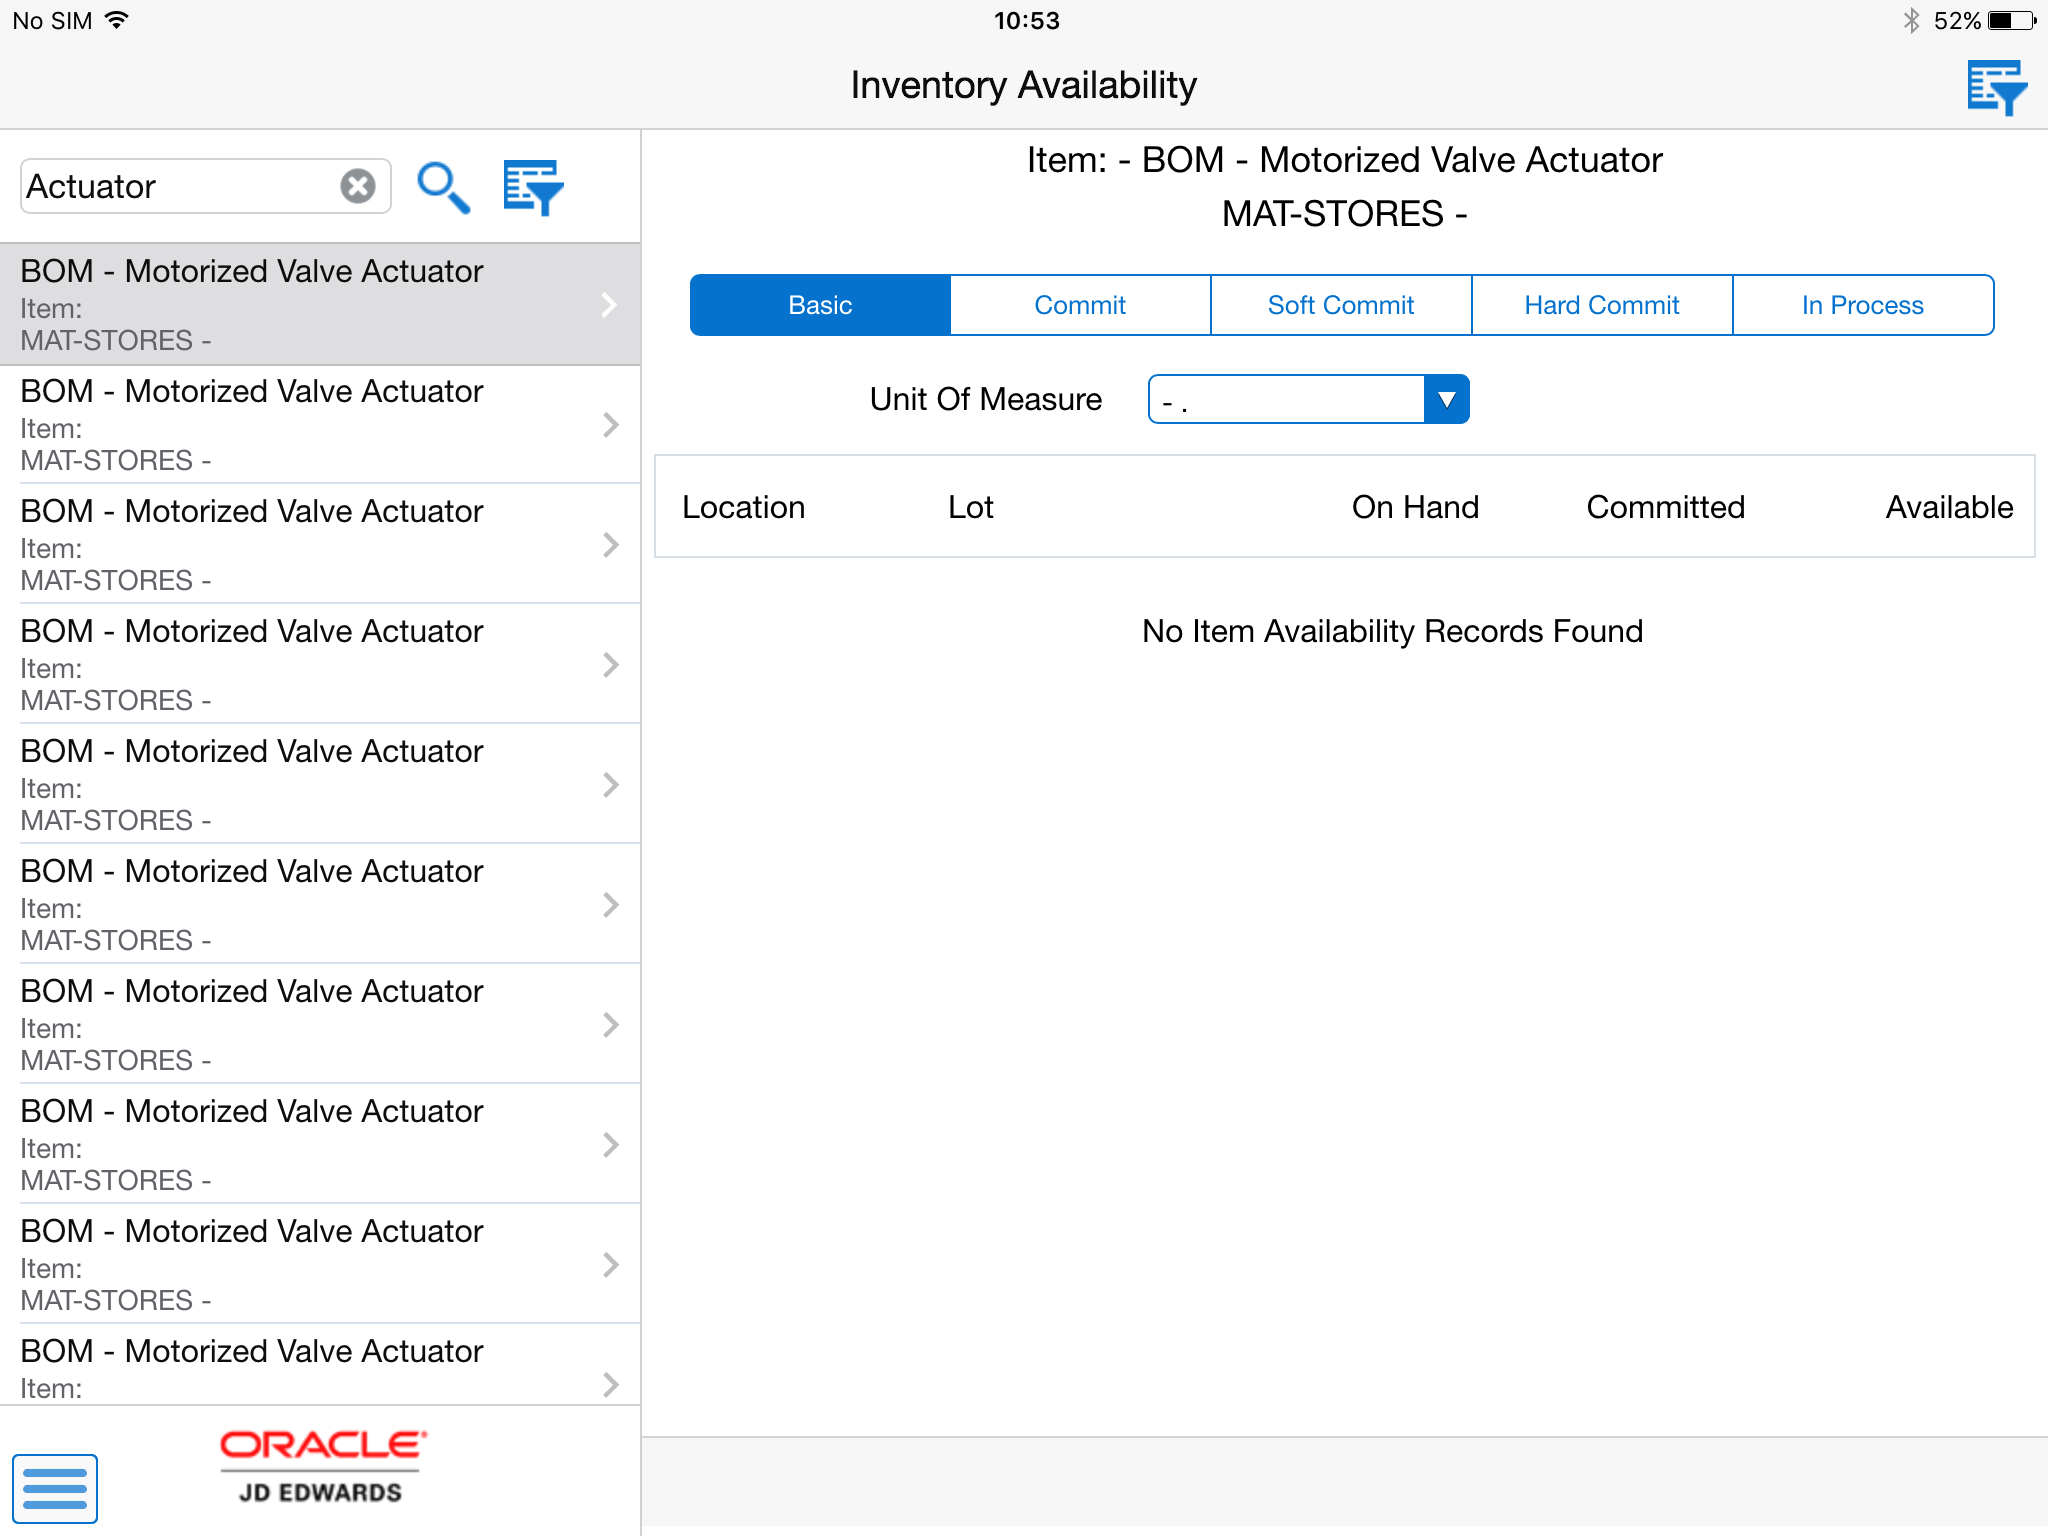 No SIM 10:53 52%
Inventory Availability
Actuator
BOM - Motorized Valve Actuator
Item:
MAT-STORES -
BOM - Motorized Valve Actuator
Item:
MAT-STORES -
BOM - Motorized Valve Actuator
Item:
MAT-STORES -
BOM - Motorized Valve Actuator
Item:
MAT-STORES -
BOM - Motorized Valve Actuator
Item:
MAT-STORES -
BOM - Motorized Valve Actuator
Item:
MAT-STORES -
BOM - Motorized Valve Actuator
Item:
MAT-STORES -
BOM - Motorized Valve Actuator
Item:
MAT-STORES -
BOM - Motorized Valve Actuator
Item:
MAT-STORES -
BOM - Motorized Valve Actuator
Item:
ORACLE®
JD EDWARDS
Item: - BOM - Motorized Valve Actuator
MAT-STORES -
Basic Commit Soft Commit Hard Commit In Process
Unit Of Measure - .
Location Lot On Hand Committed Available
No Item Availability Records Found